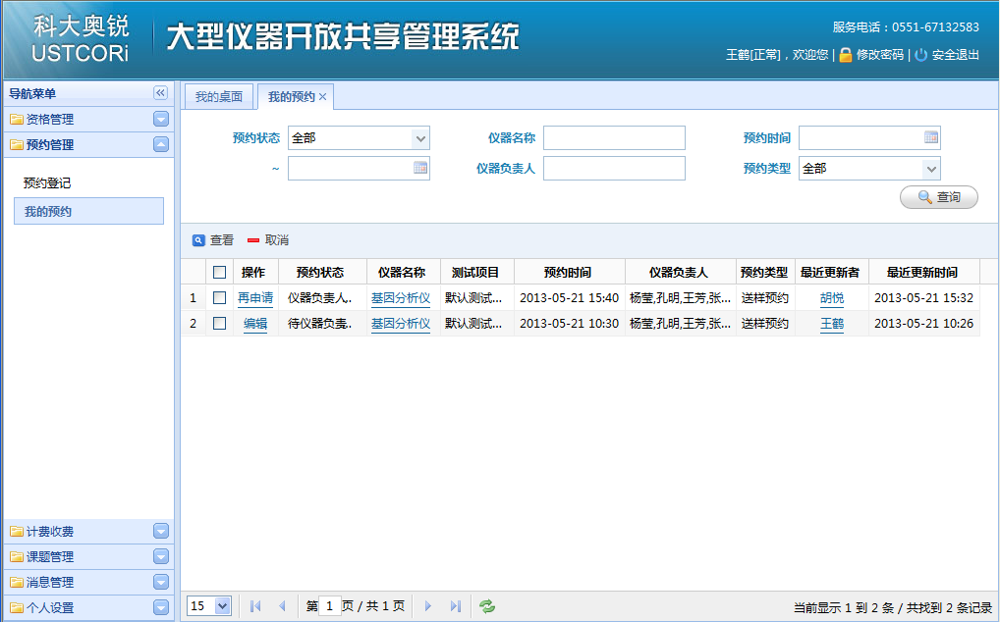 科大奥锐
USTCORi
大型仪器开放共享管理系统
服务电话：0551-67132583
王鹤[正常]，欢迎您 | 修改密码 | 安全退出
导航菜单
资格管理
预约管理
预约登记
我的预约
计费收费
课题管理
消息管理
个人设置
我的桌面 我的预约
预约状态 全部 仪器名称 预约时间
~ 仪器负责人 预约类型 全部
查询
查看 取消
操作 预约状态 仪器名称 测试项目 预约时间 仪器负责人 预约类型 最近更新者 最近更新时间
1 再申请 仪器负责人.. 基因分析仪 默认测试... 2013-05-21 15:40 杨莹,孔明,王芳,张... 送样预约 胡悦 2013-05-21 15:32
2 编辑 待仪器负责.. 基因分析仪 默认测试... 2013-05-21 10:30 杨莹,孔明,王芳,张... 送样预约 王鹤 2013-05-21 10:26
15 第 1 页 / 共 1 页 当前显示 1 到 2 条 / 共找到 2 条记录